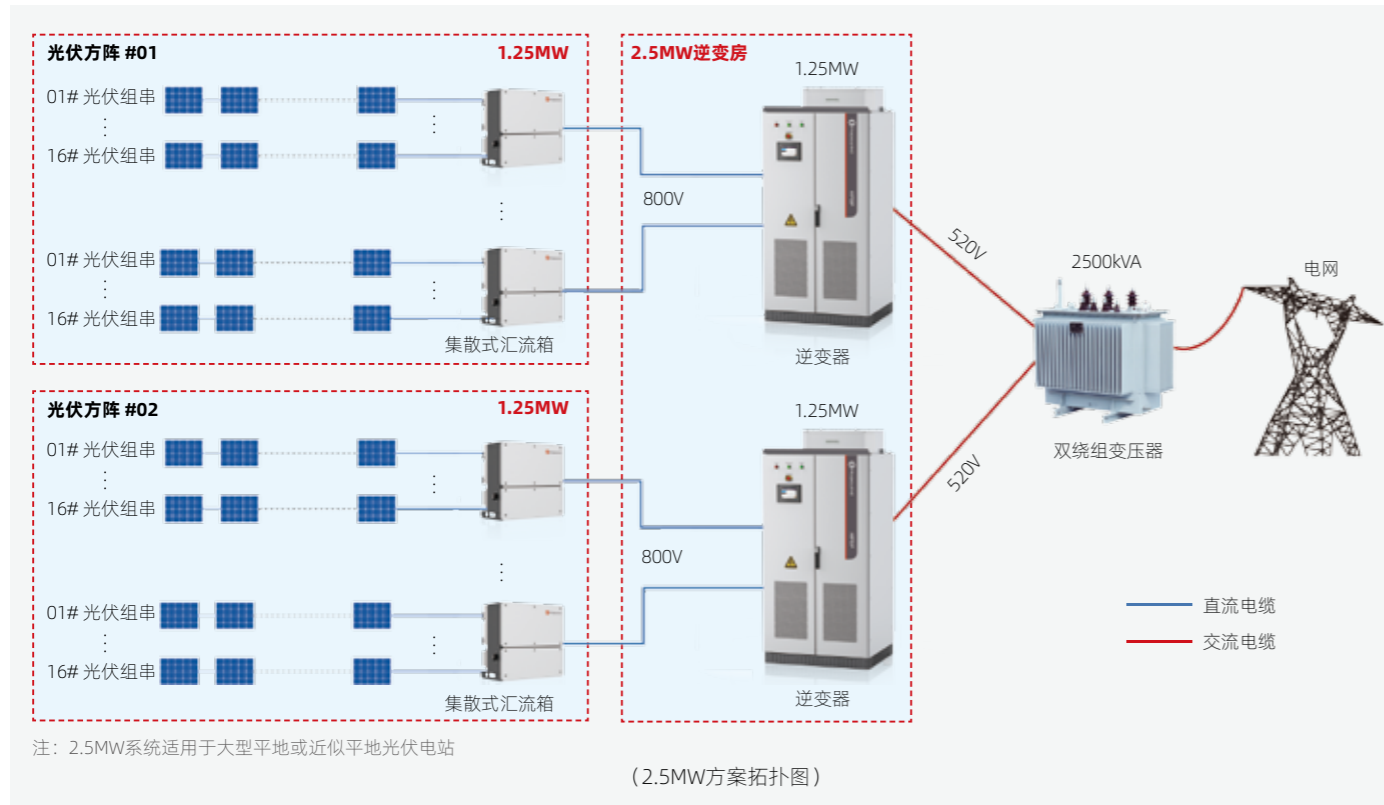 光伏方阵 #01
1.25MW
01# 光伏组串
16# 光伏组串
01# 光伏组串
16# 光伏组串
集散式汇流箱
2.5MW逆变房
1.25MW
800V
逆变器
光伏方阵 #02
1.25MW
01# 光伏组串
16# 光伏组串
01# 光伏组串
16# 光伏组串
集散式汇流箱
1.25MW
800V
逆变器
520V
520V
2500kVA
双绕组变压器
电网
直流电缆
交流电缆
注：2.5MW系统适用于大型平地或近似平地光伏电站
（2.5MW方案拓扑图）